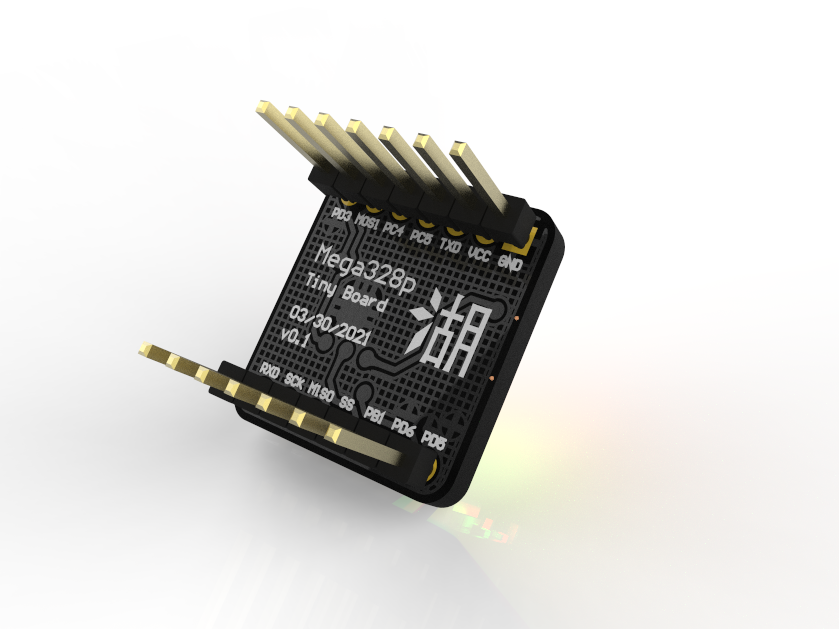 PD3 MOSI PC4 PC5 TXD VCC GND
Mega328p
Tiny Board
03/30/2021
v0.1
湖
RXD SCK MISO SS PB1 PD6 PD5